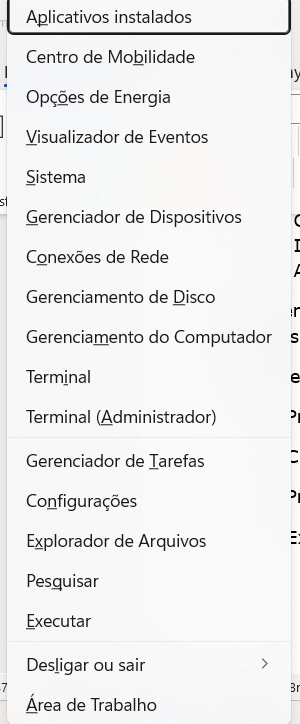 Aplicativos instalados
Centro de Mobilidade
Opções de Energia
Visualizador de Eventos
Sistema
Gerenciador de Dispositivos
Conexões de Rede
Gerenciamento de Disco
Gerenciamento do Computador
Terminal
Terminal (Administrador)
Gerenciador de Tarefas
Configurações
Explorador de Arquivos
Pesquisar
Executar
Desligar ou sair
Área de Trabalho